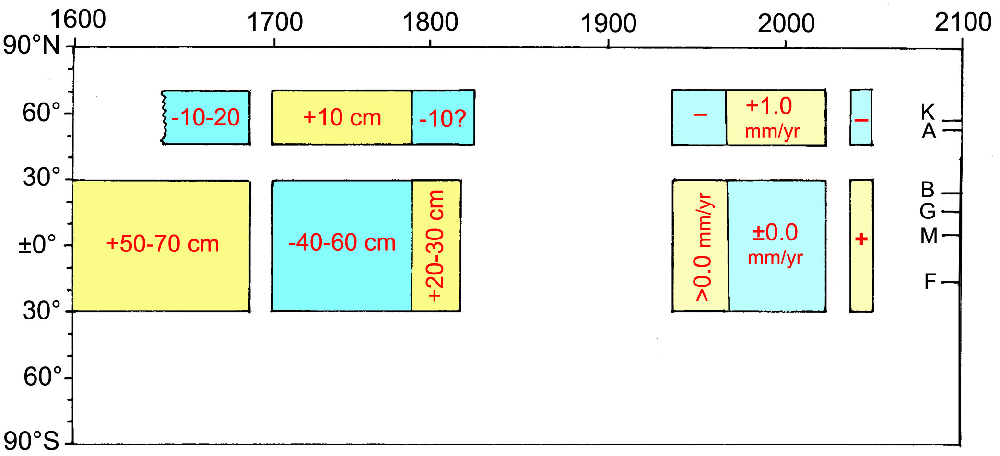 1600 1700 1800 1900 2000 2100
90°N
60°
30°
±0°
30°
60°
90°S
-10-20
+10 cm
-10?
–
+1.0
mm/yr
–
+50-70 cm
-40-60 cm
+20-30 cm
>0.0 mm/yr
±0.0
mm/yr
+
K
A
B
G
M
F